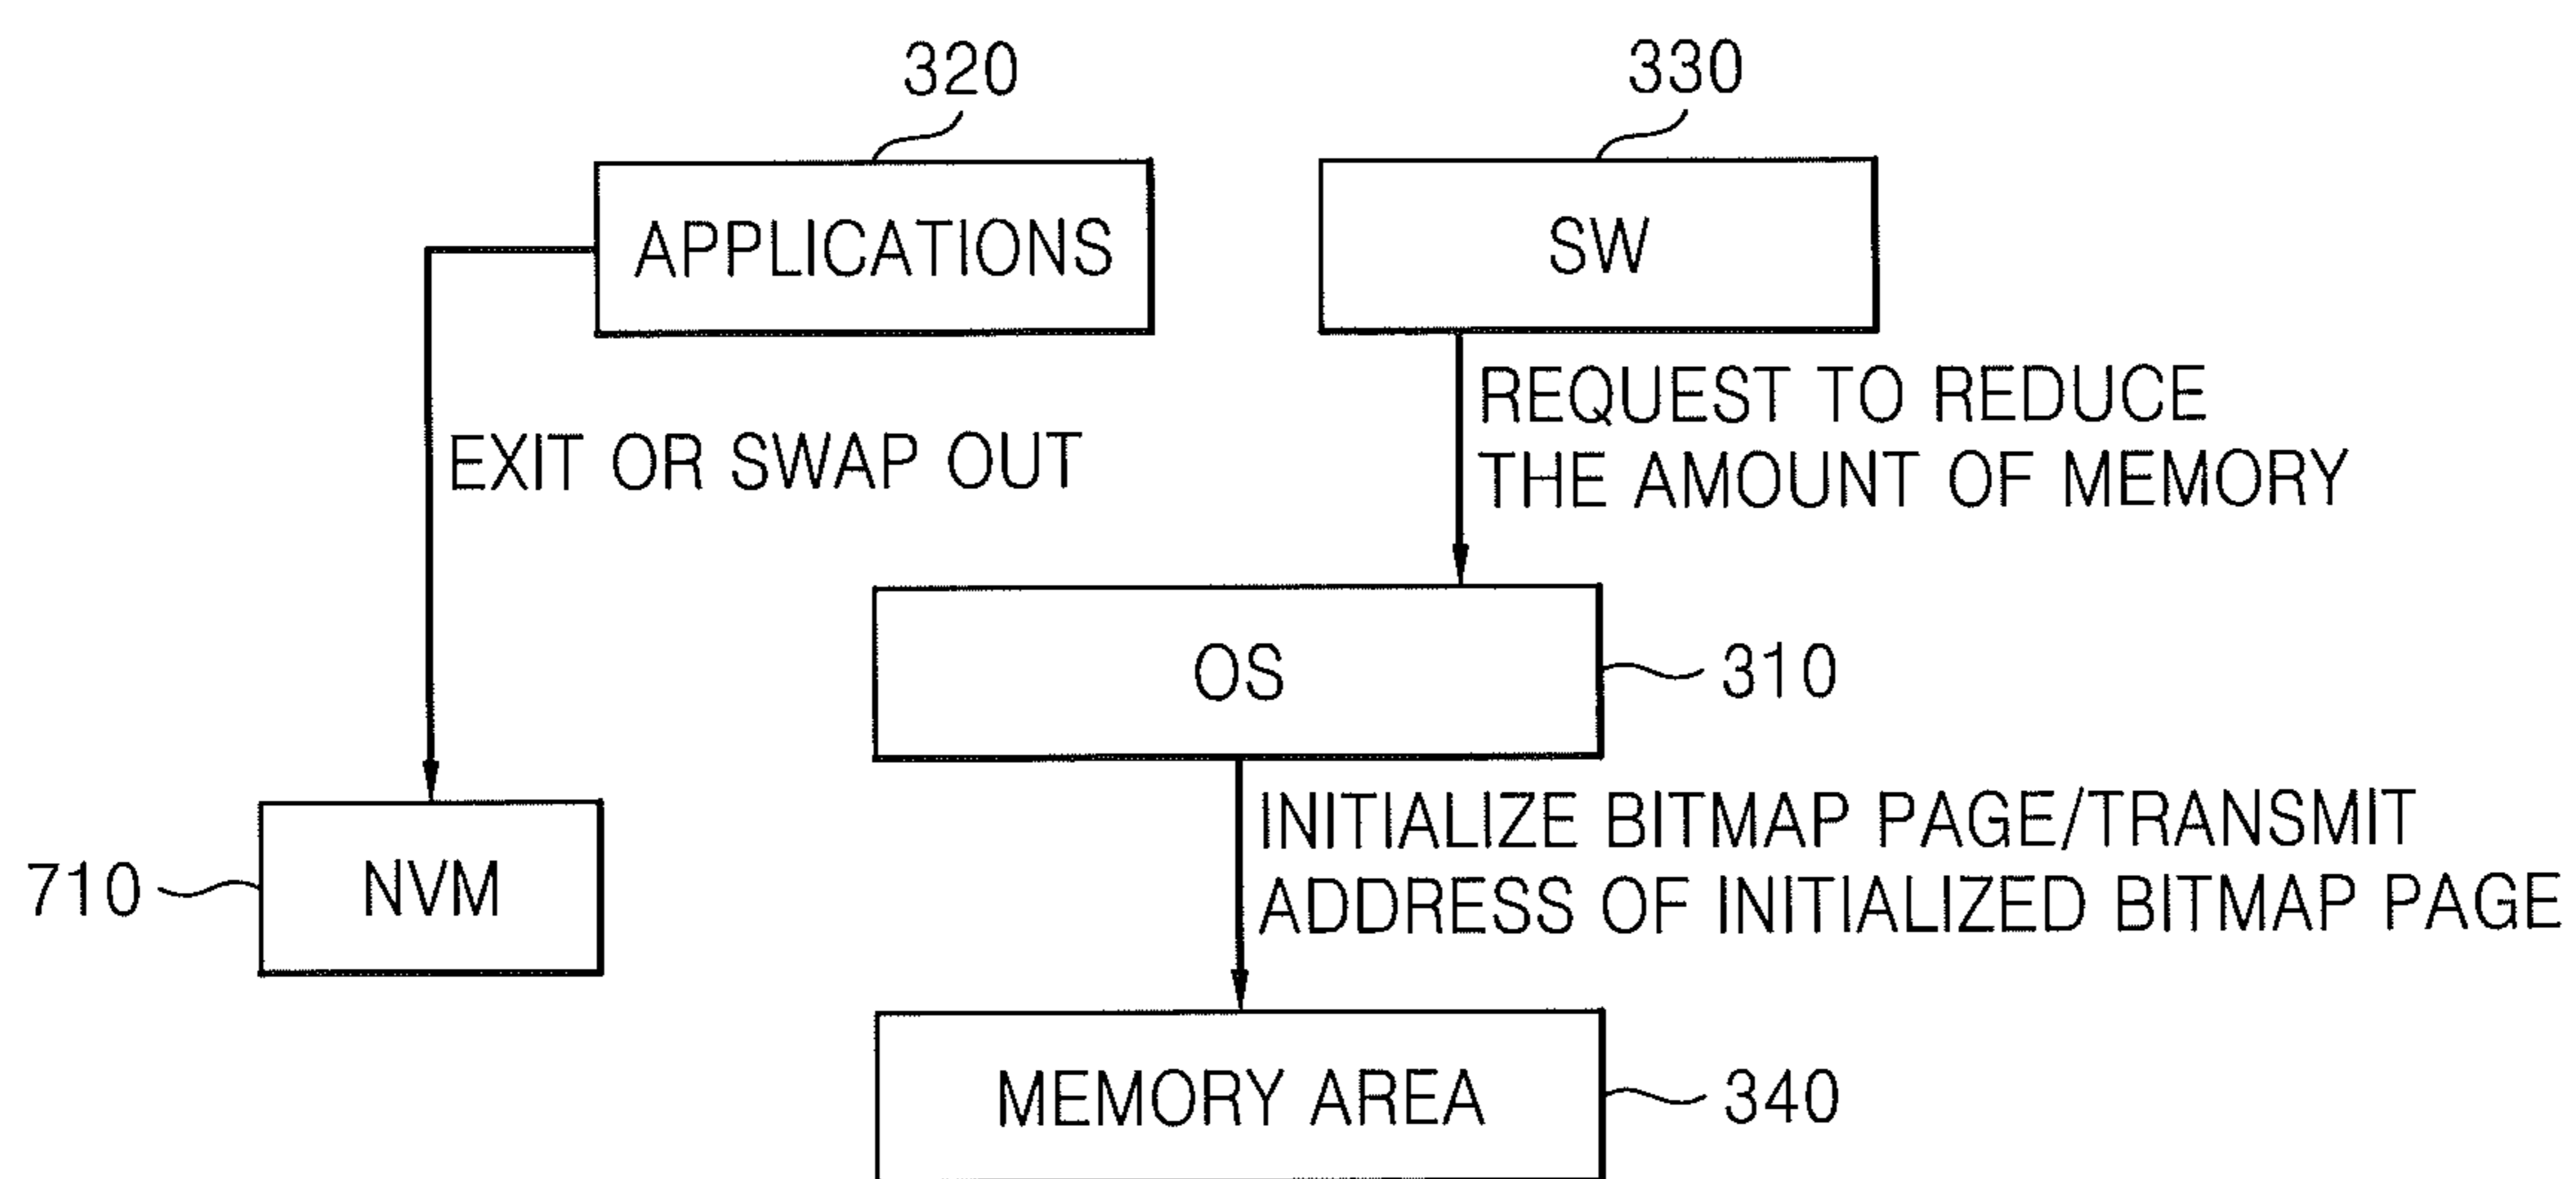 320
330
APPLICATIONS
SW
REQUEST TO REDUCE
THE AMOUNT OF MEMORY
EXIT OR SWAP OUT
OS
310
INITIALIZE BITMAP PAGE/TRANSMIT
ADDRESS OF INITIALIZED BITMAP PAGE
710
NVM
MEMORY AREA
340